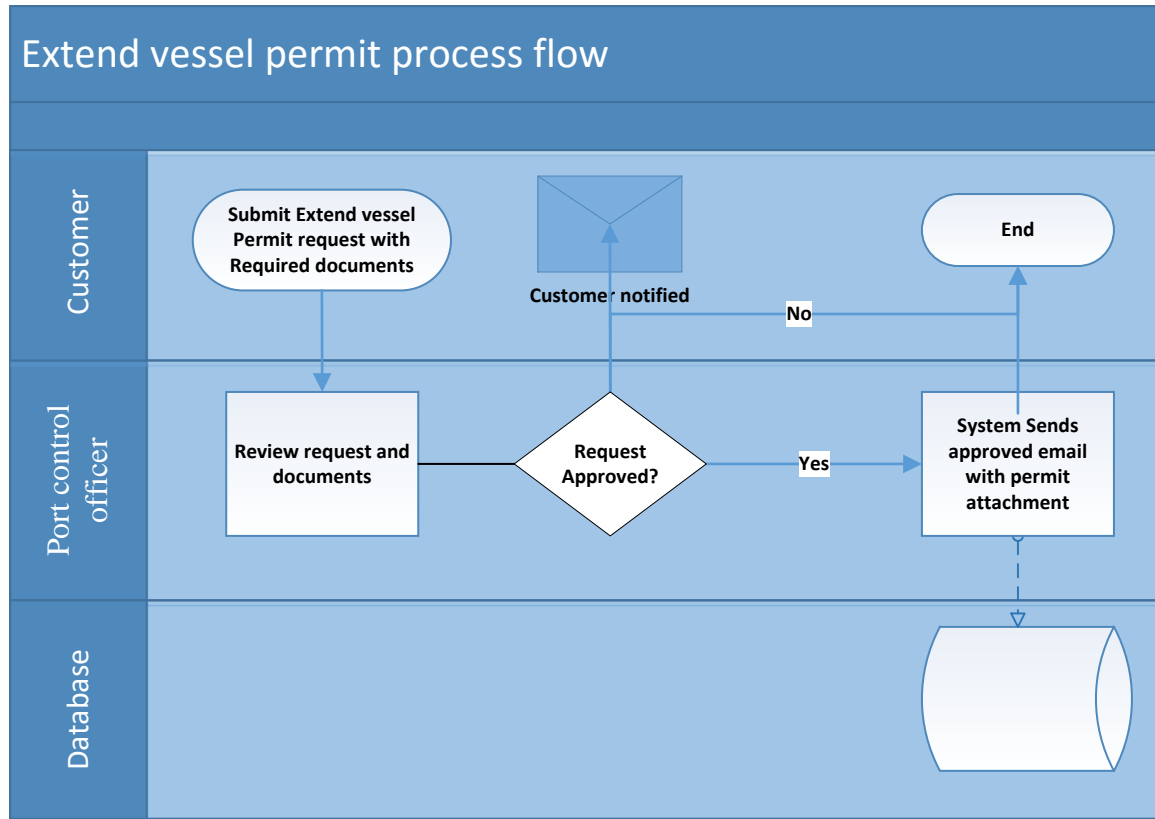 Extend vessel permit process flow
Customer
Submit Extend vessel
Permit request with
Required documents
Customer notified
End
No
Port control
officer
Review request and
documents
Request
Approved?
Yes
System Sends
approved email
with permit
attachment
Database